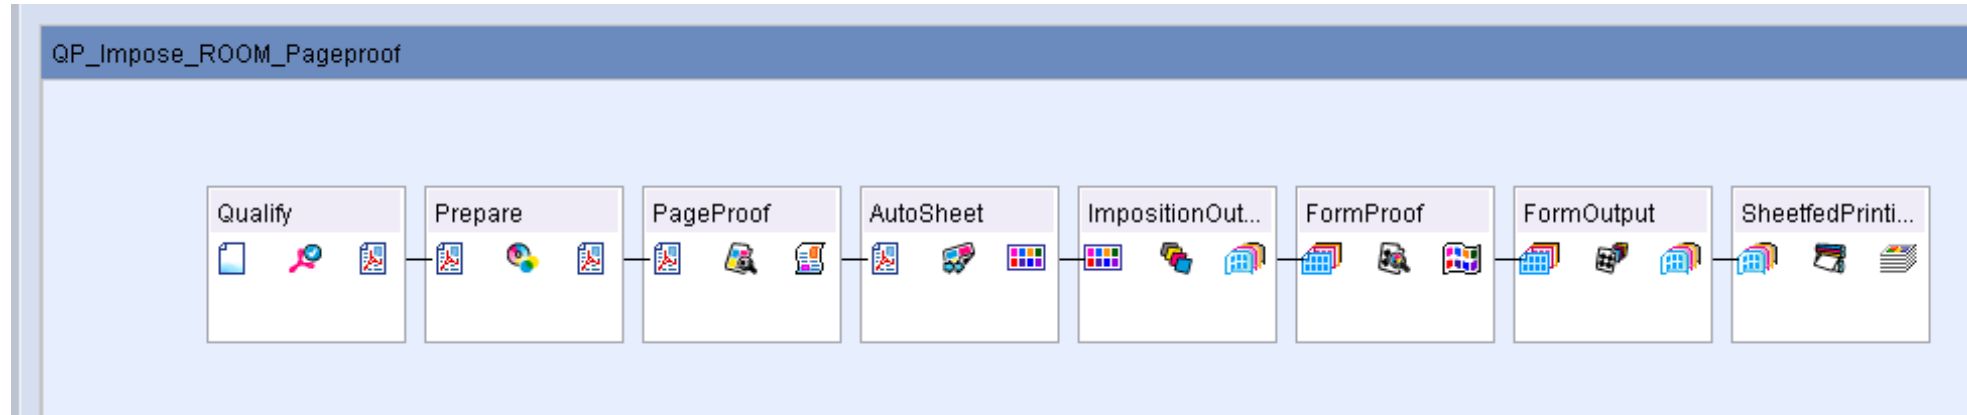 QP_Impose_ROOM_Pageproof
Qualify
Prepare
PageProof
AutoSheet
ImpositionOut...
FormProof
FormOutput
SheetfedPrinti...